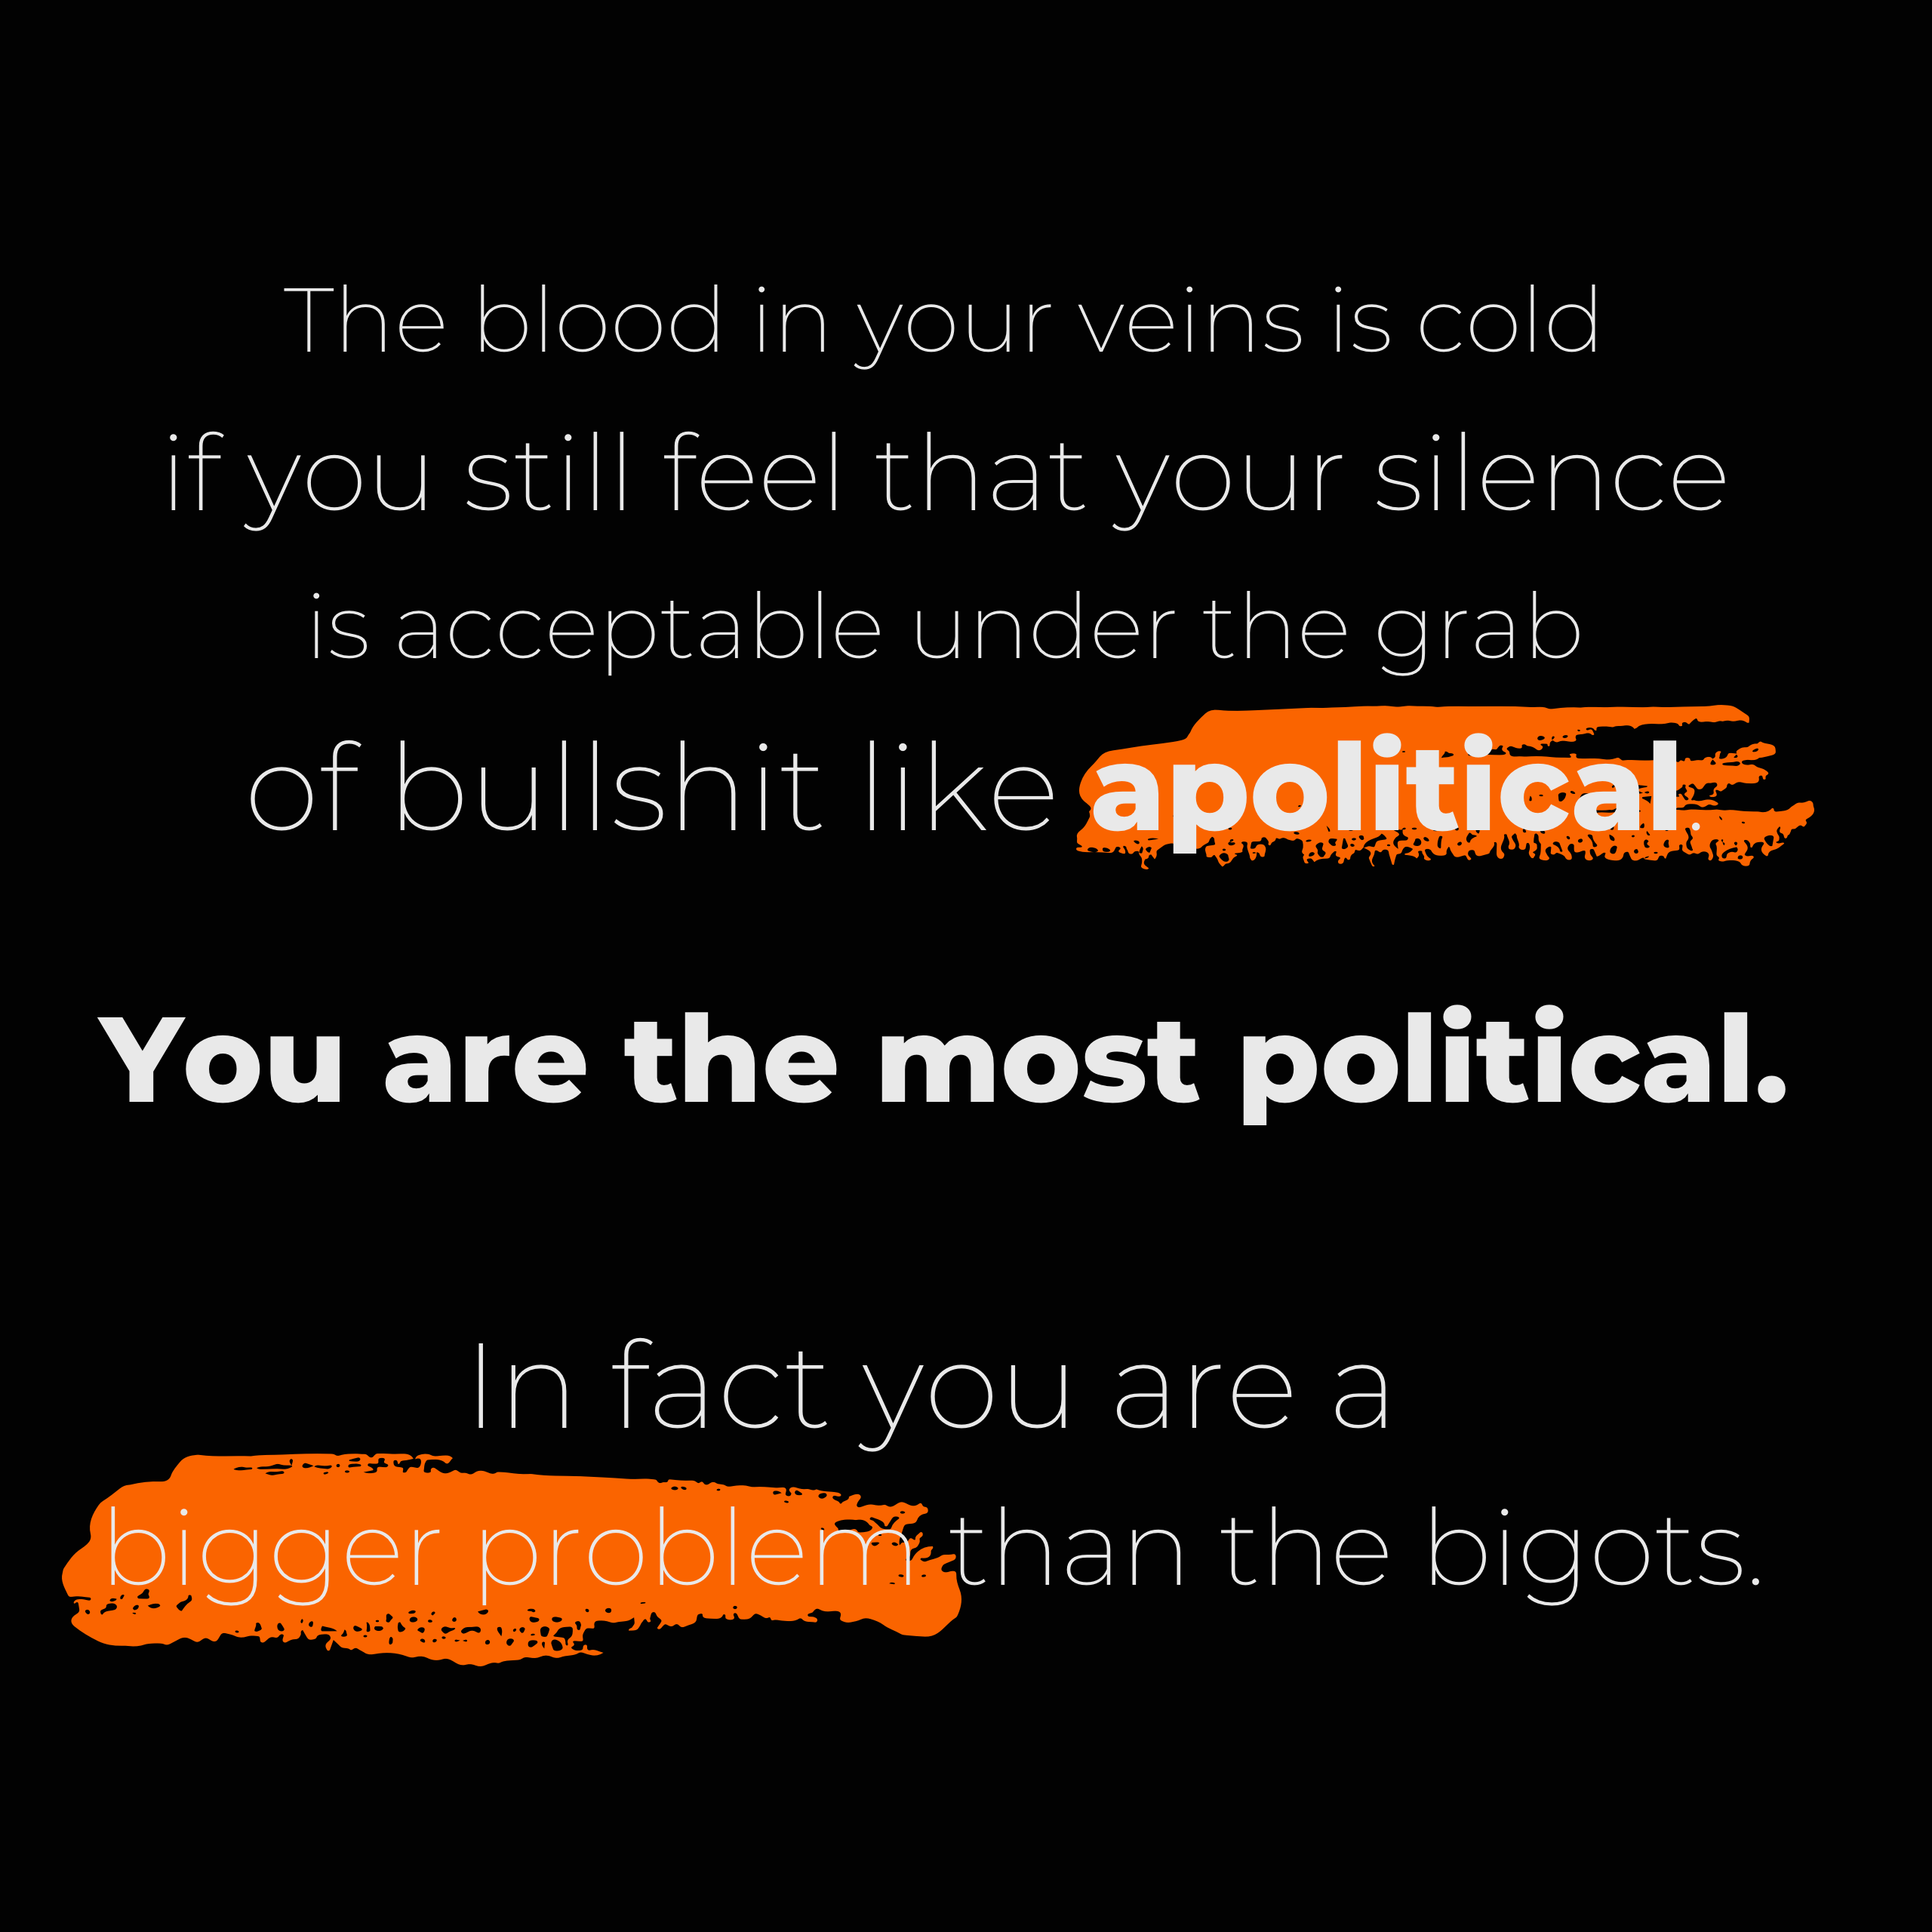 The blood in your veins is cold
if you still feel that your silence
is acceptable under the grab
of bullshit like apolitical.
You are the most political.
In fact you are a
bigger problem than the bigots.